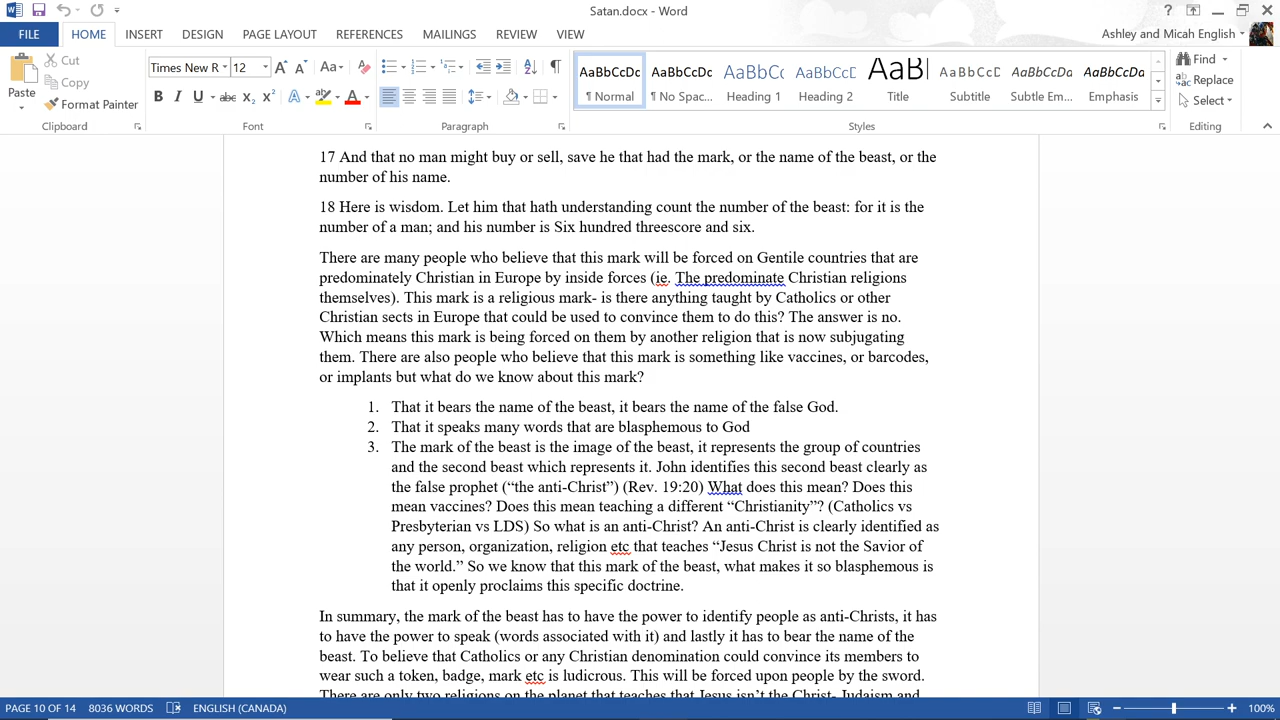 Satan.docx - Word
?
FILE HOME INSERT DESIGN PAGE LAYOUT REFERENCES MAILINGS REVIEW VIEW Ashley and Micah English
Paste
Cut
Copy
Format Painter
Clipboard
Times New R 12
Aa
B I U abc X2 X2 A A
Font
Paragraph
AaBbCcDc AaBbCcDc AaBbCc AaBbCcD AaBl AaBbCcD AaBbCcDa AaBbCcDa
¶ Normal ¶ No Spac... Heading 1 Heading 2 Title Subtitle Subtle Em... Emphasis
Styles
Find
Replace
Select
Editing
17 And that no man might buy or sell, save he that had the mark, or the name of the beast, or the
number of his name.
18 Here is wisdom. Let him that hath understanding count the number of the beast: for it is the
number of a man; and his number is Six hundred threescore and six.
There are many people who believe that this mark will be forced on Gentile countries that are
predominately Christian in Europe by inside forces (ie. The predominate Christian religions
themselves). This mark is a religious mark- is there anything taught by Catholics or other
Christian sects in Europe that could be used to convince them to do this? The answer is no.
Which means this mark is being forced on them by another religion that is now subjugating
them. There are also people who believe that this mark is something like vaccines, or barcodes,
or implants but what do we know about this mark?
1. That it bears the name of the beast, it bears the name of the false God.
2. That it speaks many words that are blasphemous to God
3. The mark of the beast is the image of the beast, it represents the group of countries
and the second beast which represents it. John identifies this second beast clearly as
the false prophet (“the anti-Christ”) (Rev. 19:20) What does this mean? Does this
mean vaccines? Does this mean teaching a different “Christianity”? (Catholics vs
Presbyterian vs LDS) So what is an anti-Christ? An anti-Christ is clearly identified as
any person, organization, religion etc that teaches “Jesus Christ is not the Savior of
the world.” So we know that this mark of the beast, what makes it so blasphemous is
that it openly proclaims this specific doctrine.
In summary, the mark of the beast has to have the power to identify people as anti-Christs, it has
to have the power to speak (words associated with it) and lastly it has to bear the name of the
beast. To believe that Catholics or any Christian denomination could convince its members to
wear such a token, badge, mark etc is ludicrous. This will be forced upon people by the sword.
There are only two religions on the planet that teaches that Jesus isn’t the Christ- Judaism and
PAGE 10 OF 14 8036 WORDS ENGLISH (CANADA) 100%